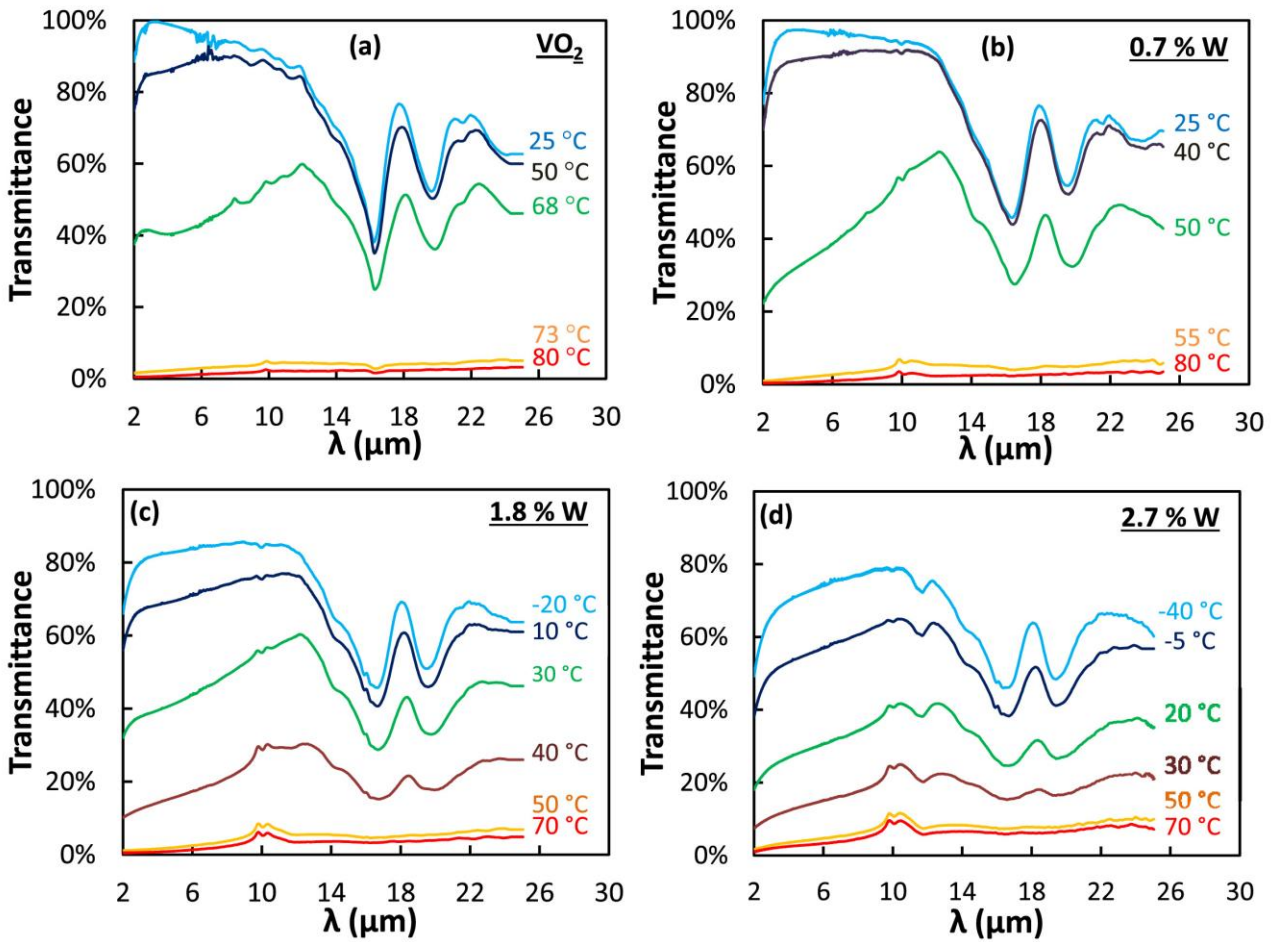 100%
80%
60%
40%
20%
0%
Transmittance
(a)
VO₂
25 °C
50 °C
68 °C
73 °C
80 °C
2 6 10 14 18 22 26 30
λ (μm)
100%
80%
60%
40%
20%
0%
Transmittance
(b)
0.7 % W
25 °C
40 °C
50 °C
55 °C
80 °C
2 6 10 14 18 22 26 30
λ (μm)
100%
80%
60%
40%
20%
0%
Transmittance
(c)
1.8 % W
-20 °C
10 °C
30 °C
40 °C
50 °C
70 °C
2 6 10 14 18 22 26 30
λ (μm)
100%
80%
60%
40%
20%
0%
Transmittance
(d)
2.7 % W
-40 °C
-5 °C
20 °C
30 °C
50 °C
70 °C
2 6 10 14 18 22 26 30
λ (μm)